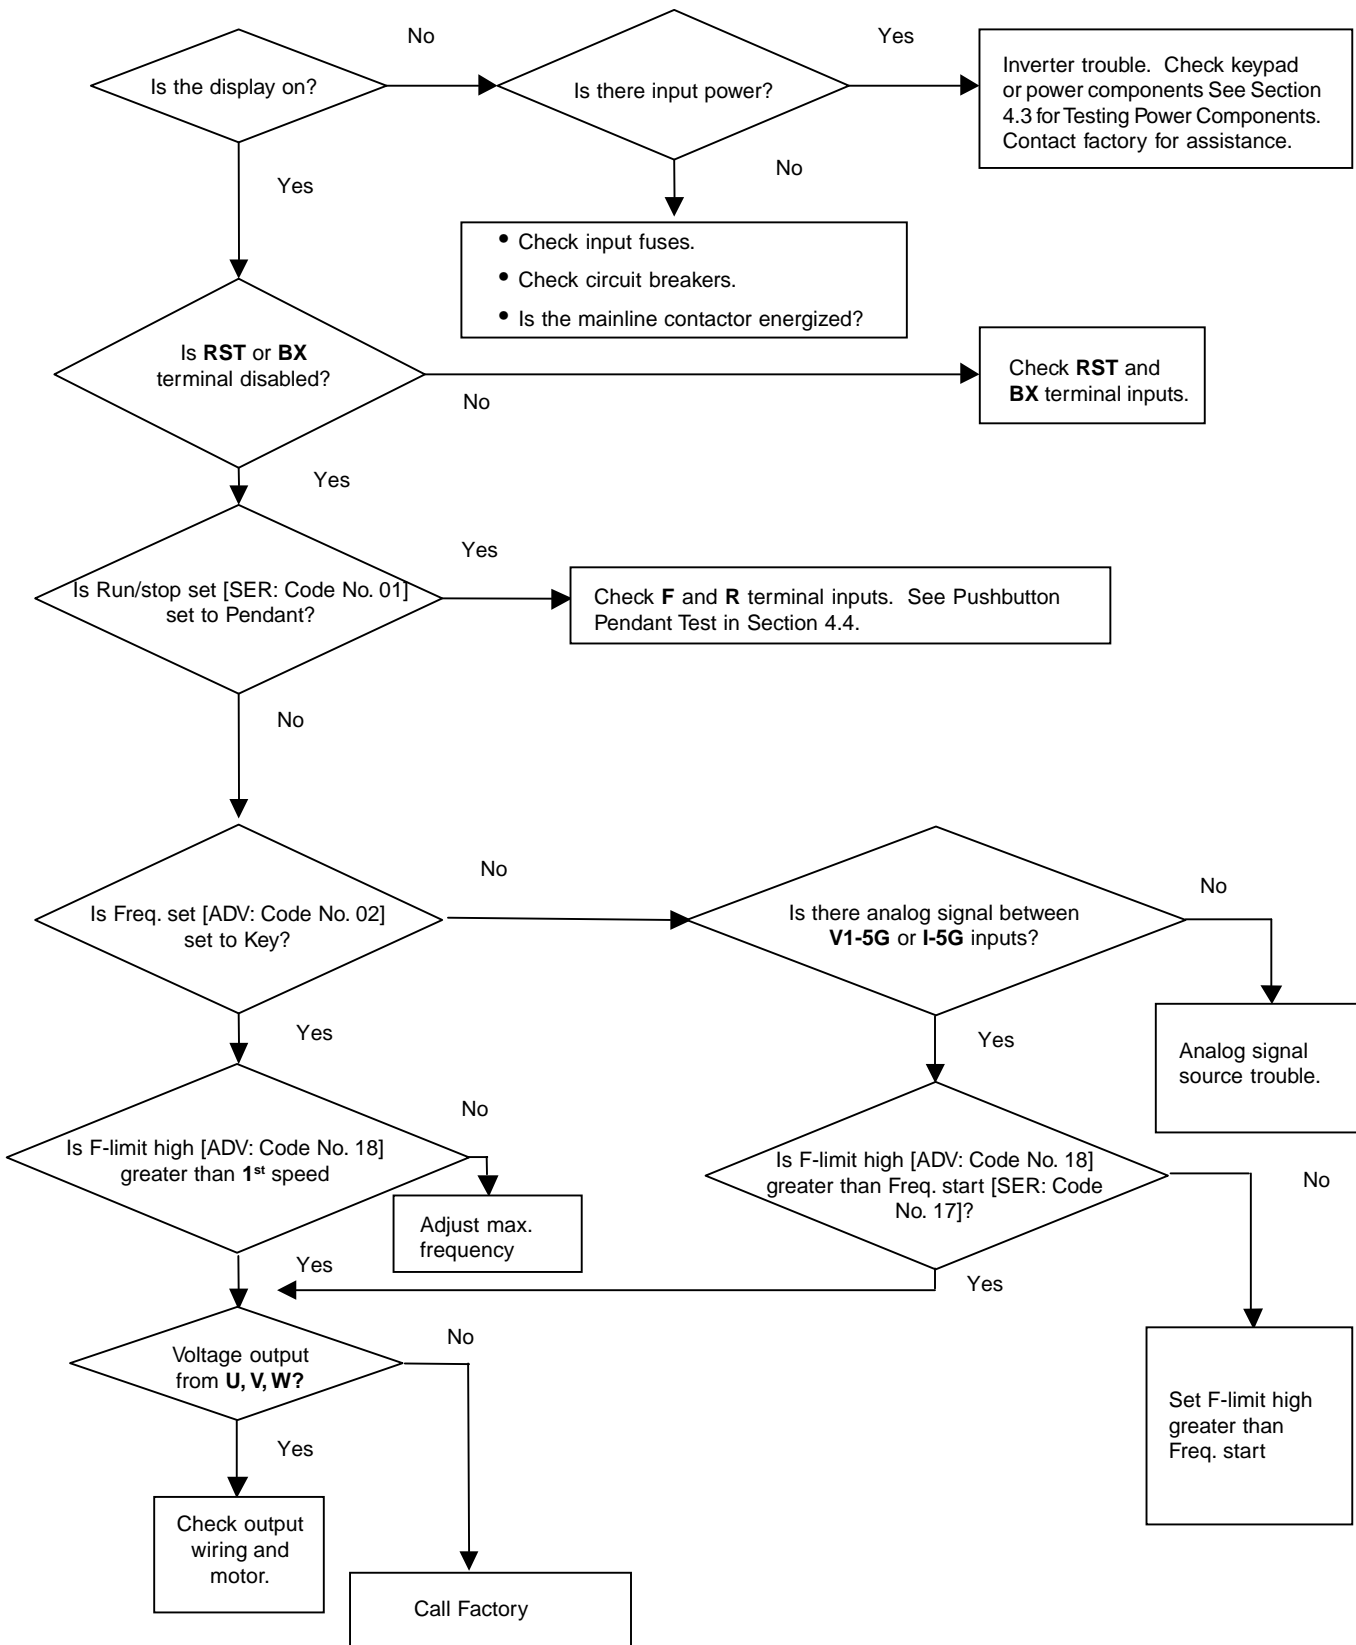 No
Yes
Is the display on?
Is there input power?
Inverter trouble.  Check keypad
or power components See Section
4.3 for Testing Power Components.
Contact factory for assistance.
Yes
No
• Check input fuses.
• Check circuit breakers.
• Is the mainline contactor energized?
Is RST or BX
terminal disabled?
No
Check RST and
BX terminal inputs.
Yes
Is Run/stop set [SER: Code No. 01]
set to Pendant?
Yes
Check F and R terminal inputs.  See Pushbutton
Pendant Test in Section 4.4.
No
Is Freq. set [ADV: Code No. 02]
set to Key?
No
Is there analog signal between
V1-5G or I-5G inputs?
No
Analog signal
source trouble.
Yes
Yes
Is F-limit high [ADV: Code No. 18]
greater than 1st speed
No
Adjust max.
frequency
Is F-limit high [ADV: Code No. 18]
greater than Freq. start [SER: Code
No. 17]?
No
Yes
Yes
Voltage output
from U, V, W?
No
Set F-limit high
greater than
Freq. start
Yes
Check output
wiring and
motor.
Call Factory